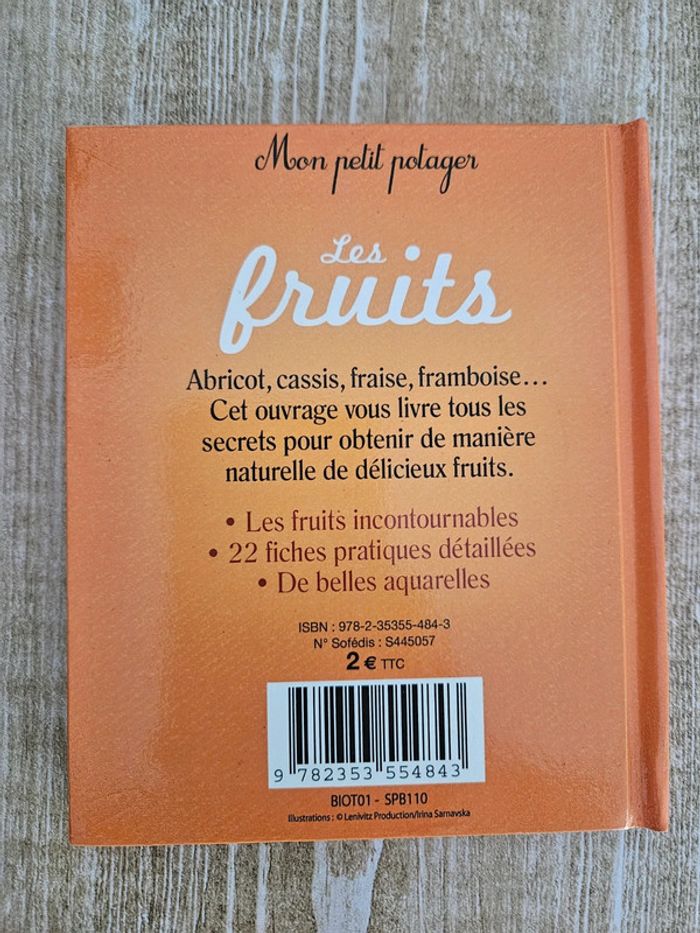 Mon petit potager
Les
fruits
Abricot, cassis, fraise, framboise...
Cet ouvrage vous livre tous les
secrets pour obtenir de manière
naturelle de délicieux fruits.
• Les fruits incontournables
• 22 fiches pratiques détaillées
• De belles aquarelles
ISBN : 978-2-35355-484-3
N° Sofédis : S445057
2 € TTC
9 782353 554843
BIOT01 - SPB110
Illustrations : © Lenivitz Production/Irina Sarnavska